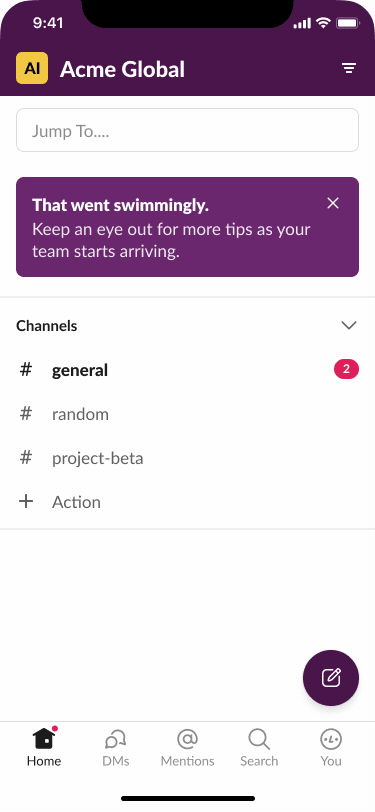 9:41
AI
Acme Global
Jump To....
That went swimmingly.
Keep an eye out for more tips as your
team starts arriving.
Channels
# general
2
# random
# project-beta
+ Action
Home
DMs
Mentions
Search
You